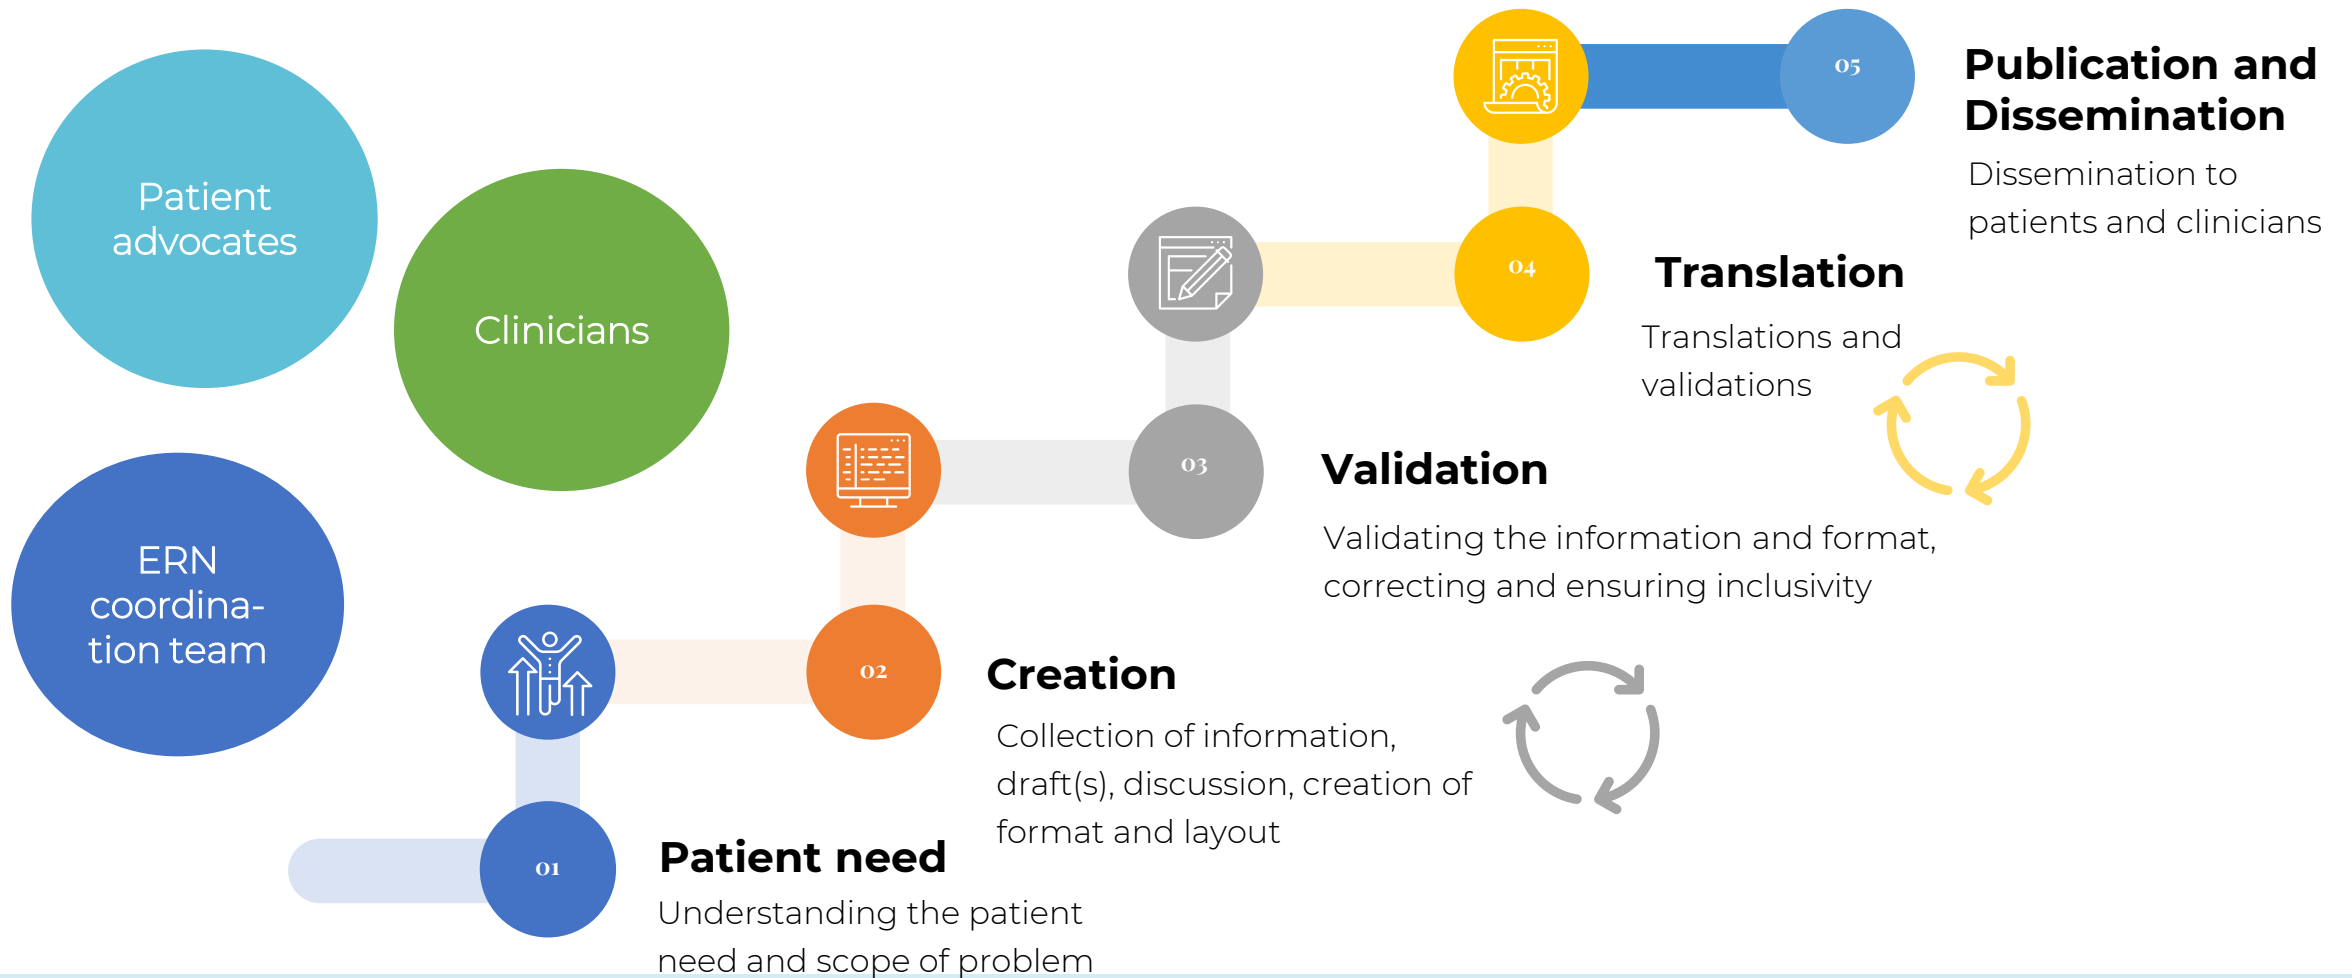 Patient
advocates
Clinicians
ERN
coordina-
tion team
01
Patient need
Understanding the patient
need and scope of problem
02
Creation
Collection of information,
draft(s), discussion, creation of
format and layout
03
Validation
Validating the information and format,
correcting and ensuring inclusivity
04
Translation
Translations and
validations
05
Publication and
Dissemination
Dissemination to
patients and clinicians